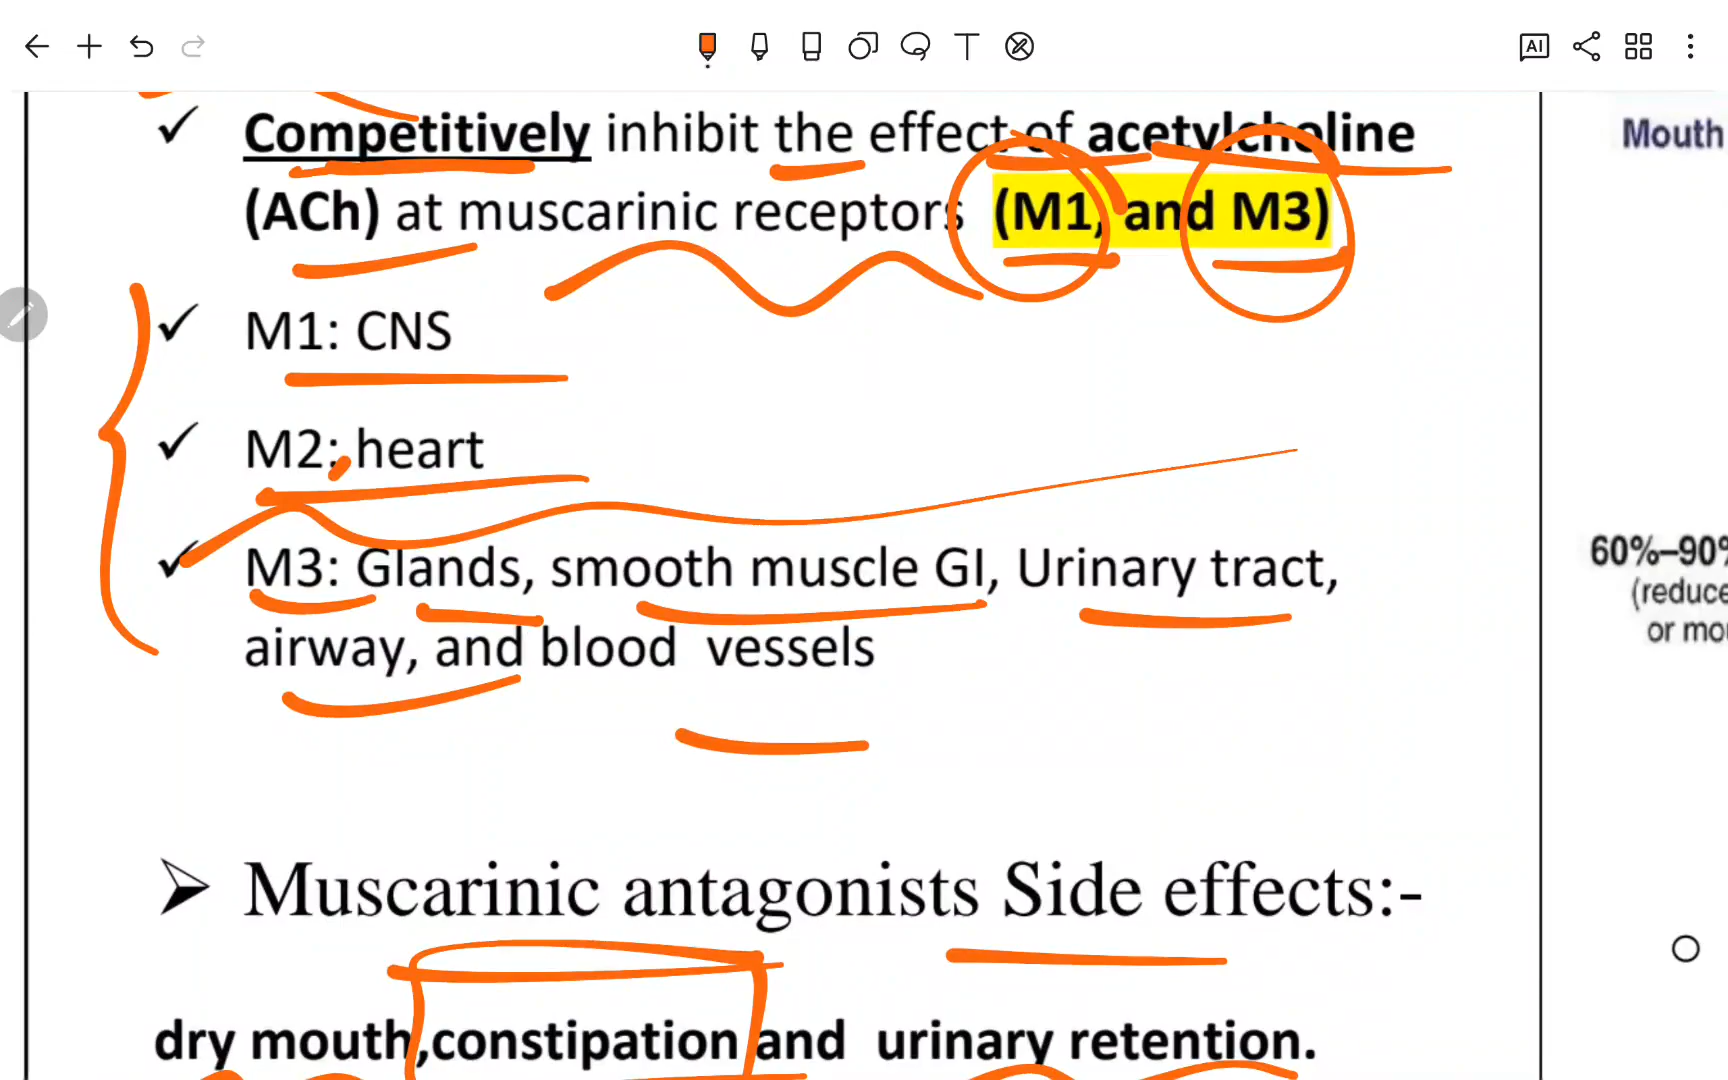 AI
✓ Competitively inhibit the effect of acetylcholine
(ACh) at muscarinic receptors (M1, and M3)
✓ M1: CNS
✓ M2: heart
✓ M3: Glands, smooth muscle GI, Urinary tract,
airway, and blood vessels
➢ Muscarinic antagonists Side effects:-
dry mouth,constipation and urinary retention.
Mouth
60%–90%
(reduce
or mo